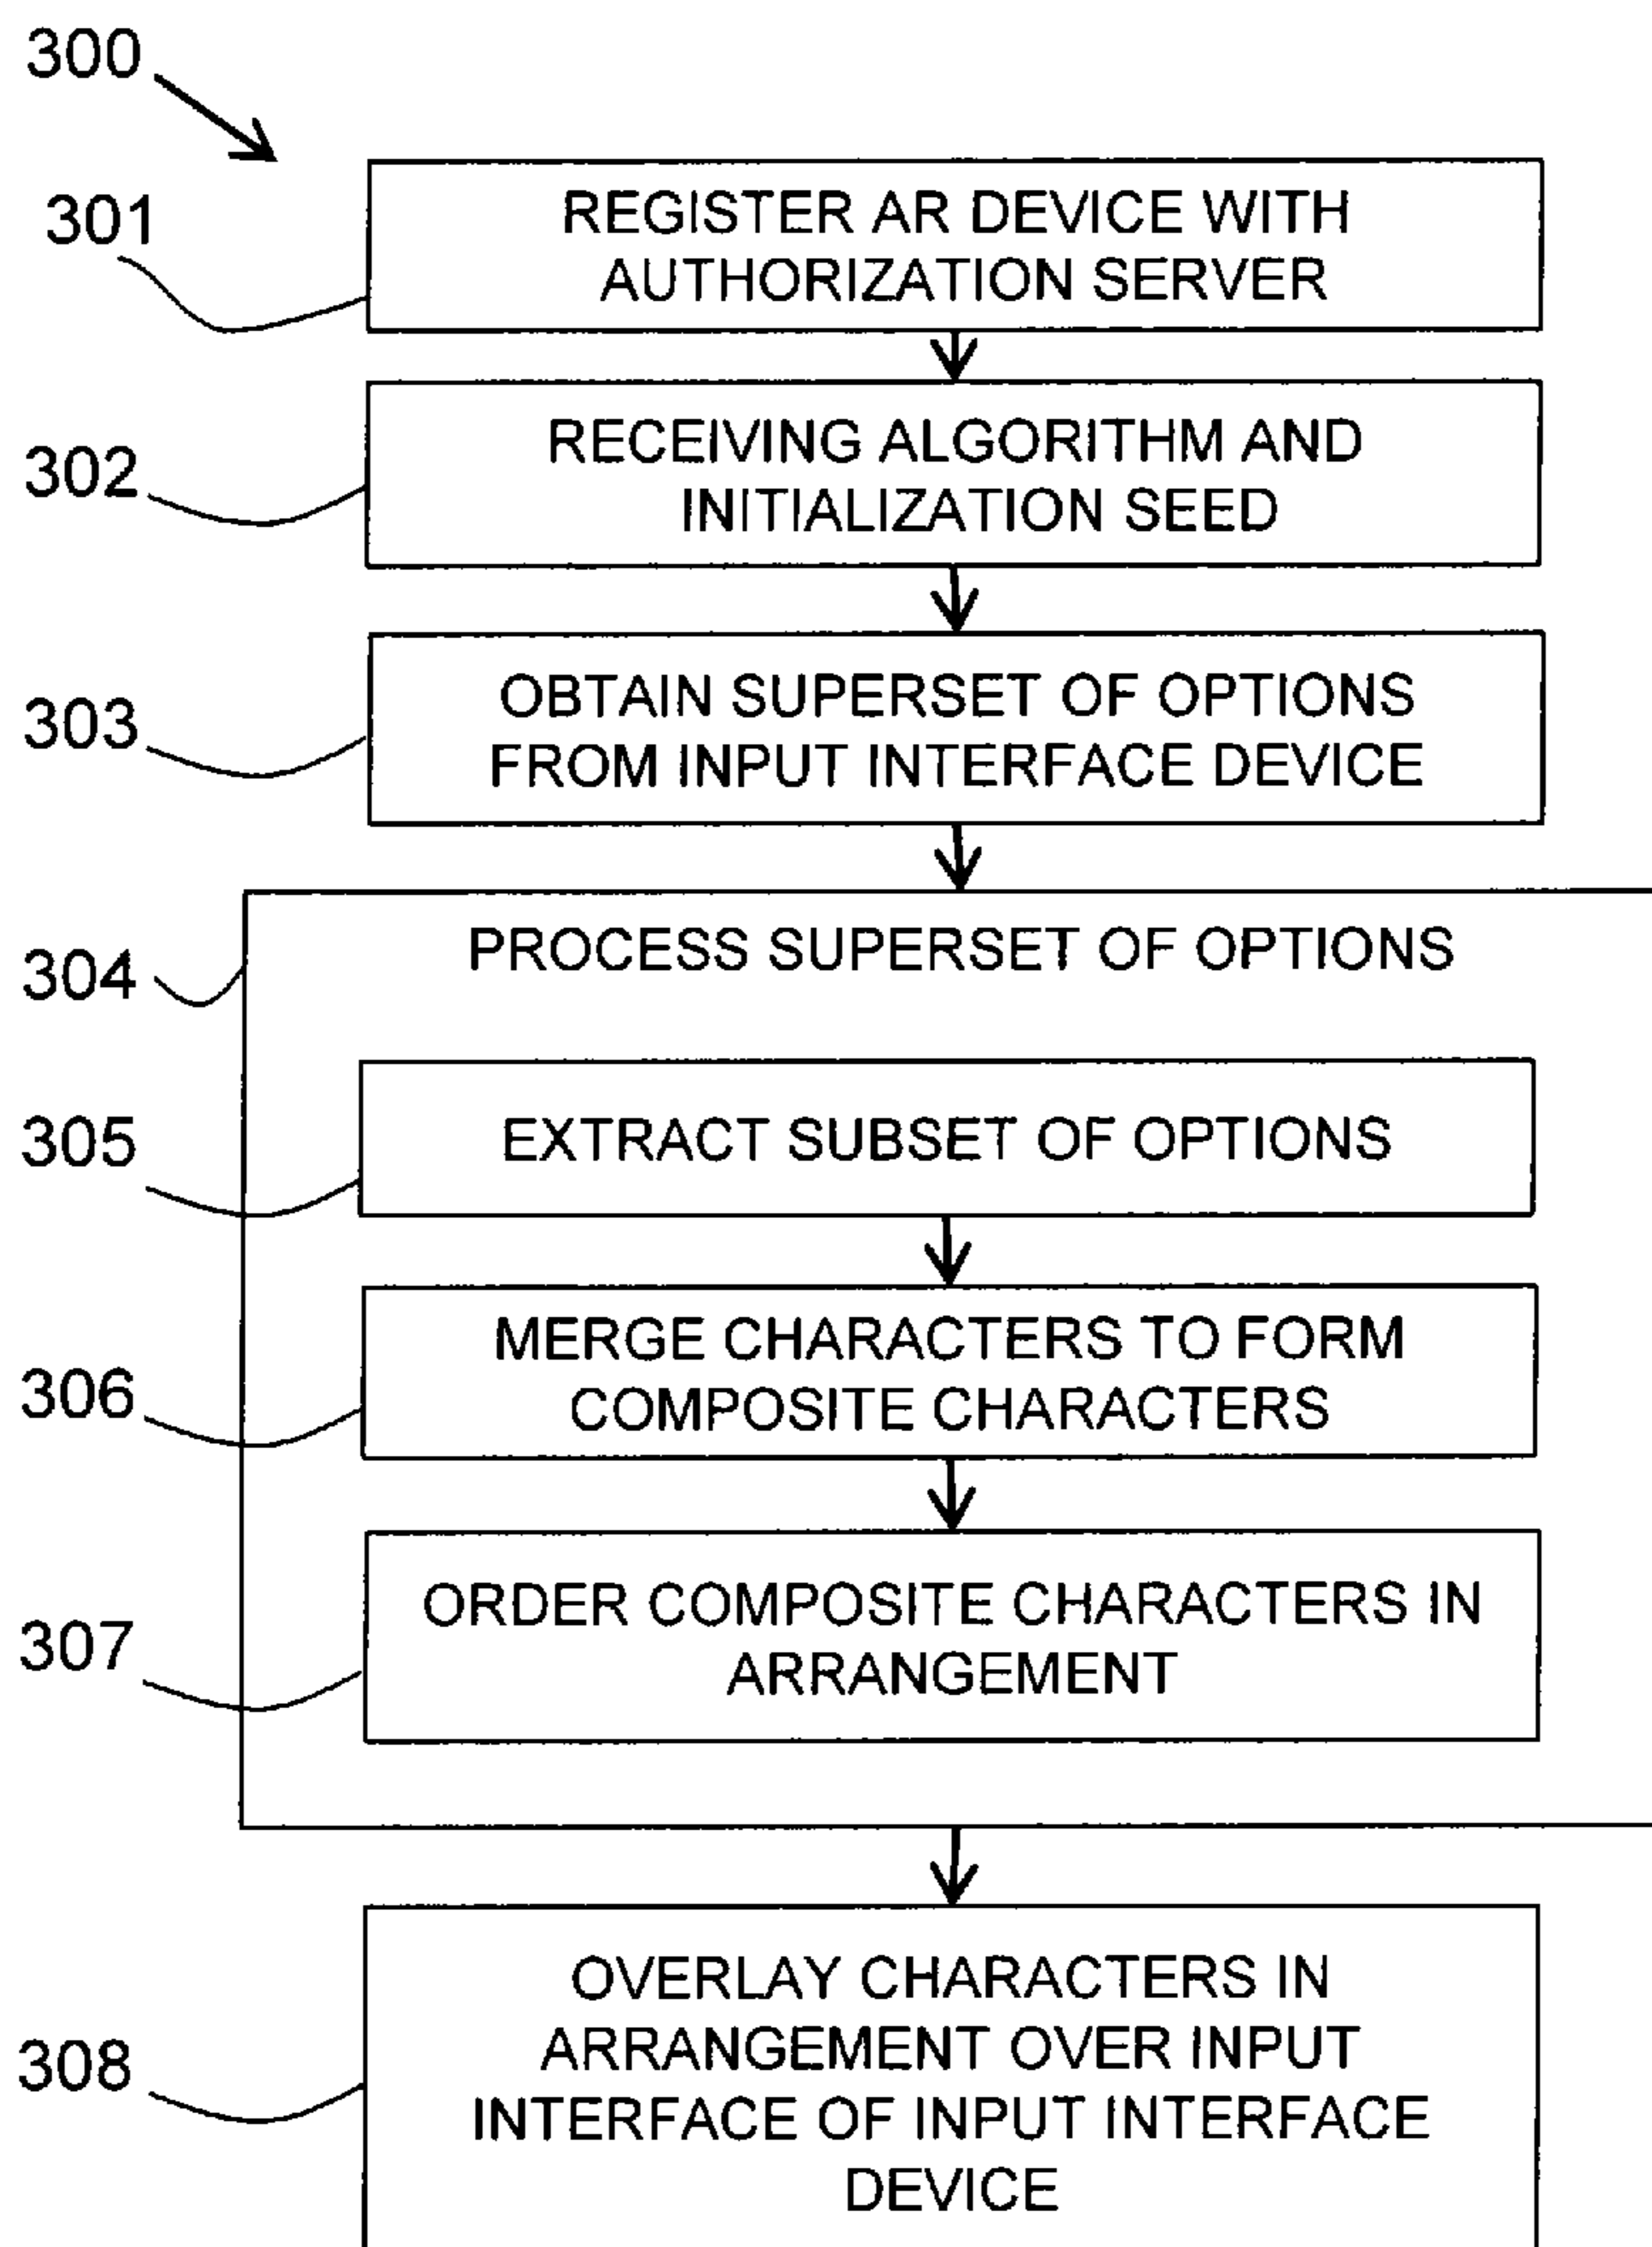 300
301
REGISTER AR DEVICE WITH
AUTHORIZATION SERVER
302
RECEIVING ALGORITHM AND
INITIALIZATION SEED
303
OBTAIN SUPERSET OF OPTIONS
FROM INPUT INTERFACE DEVICE
304
PROCESS SUPERSET OF OPTIONS
305
EXTRACT SUBSET OF OPTIONS
306
MERGE CHARACTERS TO FORM
COMPOSITE CHARACTERS
307
ORDER COMPOSITE CHARACTERS IN
ARRANGEMENT
308
OVERLAY CHARACTERS IN
ARRANGEMENT OVER INPUT
INTERFACE OF INPUT INTERFACE
DEVICE